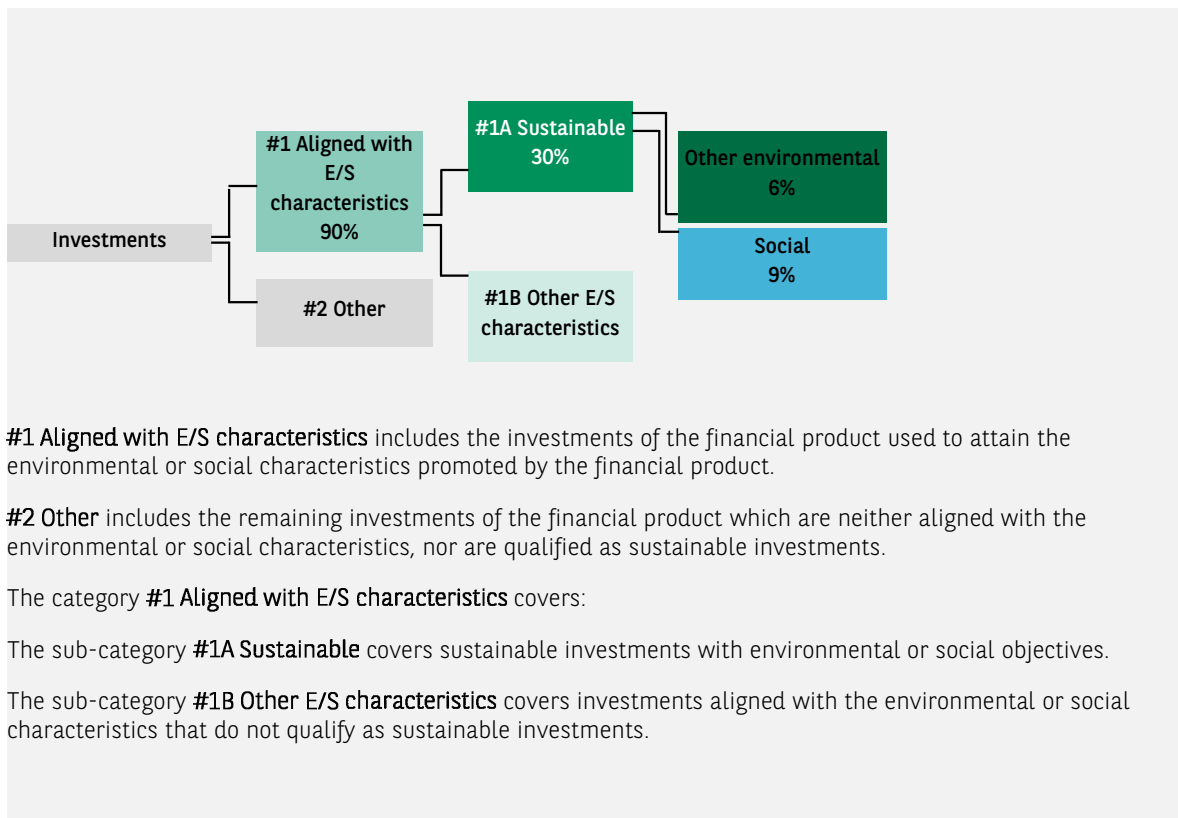 #1A Sustainable
30%
#1 Aligned with
E/S
characteristics
90%
Other environmental
6%
Investments
Social
9%
#2 Other
#1B Other E/S
characteristics
#1 Aligned with E/S characteristics includes the investments of the financial product used to attain the
environmental or social characteristics promoted by the financial product.
#2 Other includes the remaining investments of the financial product which are neither aligned with the
environmental or social characteristics, nor are qualified as sustainable investments.
The category #1 Aligned with E/S characteristics covers:
The sub-category #1A Sustainable covers sustainable investments with environmental or social objectives.
The sub-category #1B Other E/S characteristics covers investments aligned with the environmental or social
characteristics that do not qualify as sustainable investments.